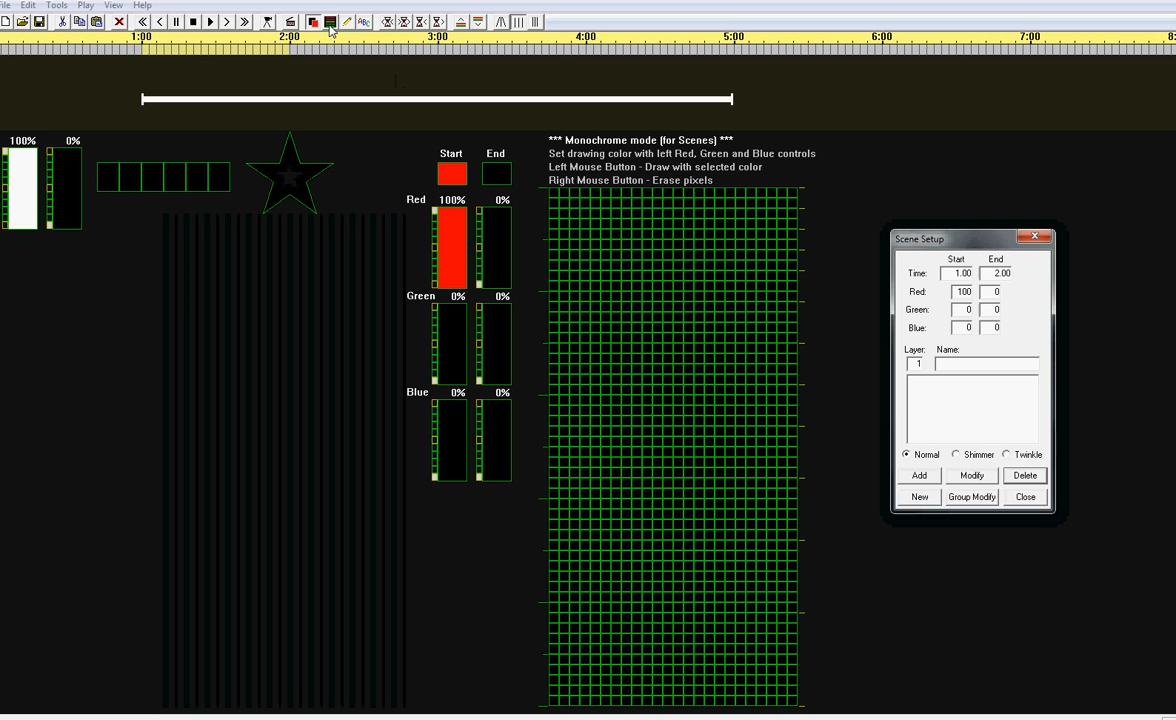 File Edit Tools Play View Help
ABC
1:00 2:00 3:00 4:00 5:00 6:00 7:00 8:
100% 0%
*** Monochrome mode (for Scenes) ***
Set drawing color with left Red, Green and Blue controls
Left Mouse Button - Draw with selected color
Right Mouse Button - Erase pixels
Start End
Red 100% 0%
Green 0% 0%
Blue 0% 0%
Scene Setup
Start End
Time: 1.00 2.00
Red: 100 0
Green: 0 0
Blue: 0 0
Layer: Name:
1
Normal Shimmer Twinkle
Add Modify Delete
New Group Modify Close